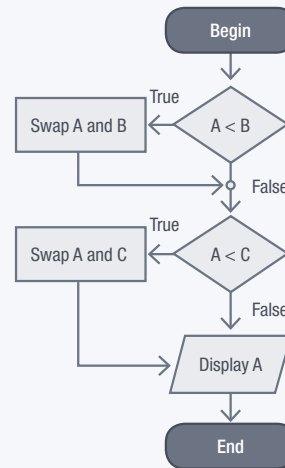 Begin
True
A < B
Swap A and B
False
True
A < C
Swap A and C
False
Display A
End